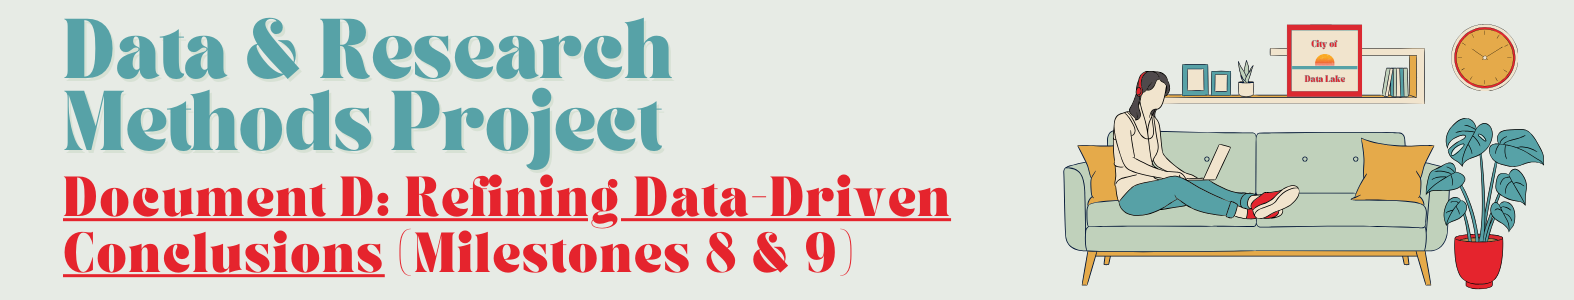 Data & Research
Methods Project
Document D: Refining Data-Driven
Conclusions (Milestones 8 & 9)
City of
Data Lake